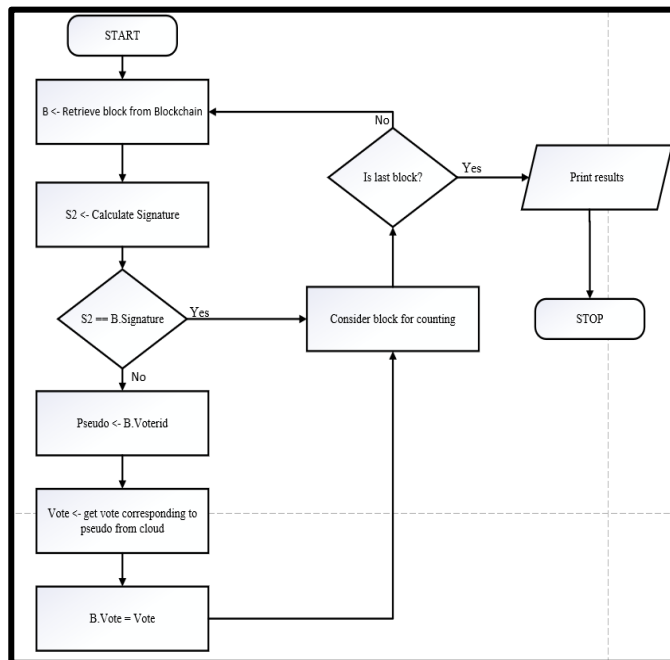 START
B <- Retrieve block from Blockchain
S2 <- Calculate Signature
S2 == B.Signature
Yes
No
Pseudo <- B.Voterid
Vote <- get vote corresponding to
pseudo from cloud
B.Vote = Vote
Consider block for counting
Is last block?
No
Yes
Print results
STOP